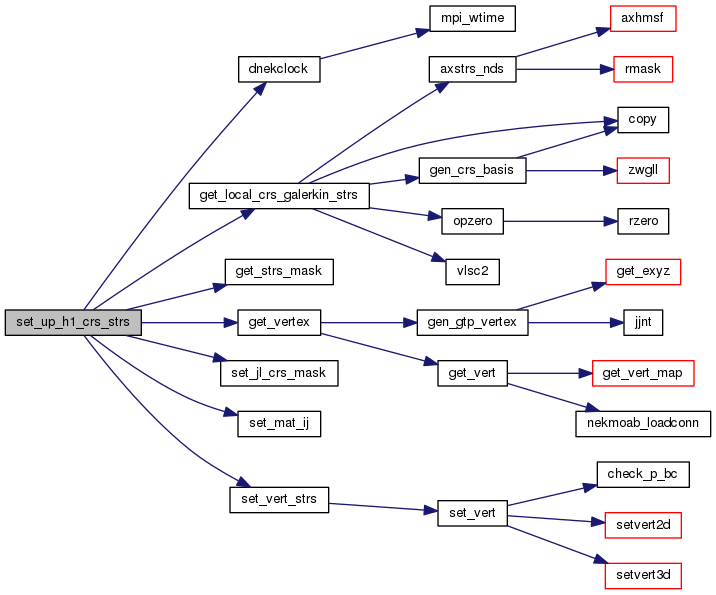 mpi_wtime
axhmsf
dnekclock
axstrs_nds
rmask
copy
gen_crs_basis
zwgll
get_local_crs_galerkin_strs
opzero
rzero
get_strs_mask
vlsc2
get_exyz
set_up_h1_crs_strs
get_vertex
gen_gtp_vertex
jjnt
set_jl_crs_mask
get_vert
get_vert_map
set_mat_ij
nekmoab_loadconn
check_p_bc
set_vert_strs
set_vert
setvert2d
setvert3d